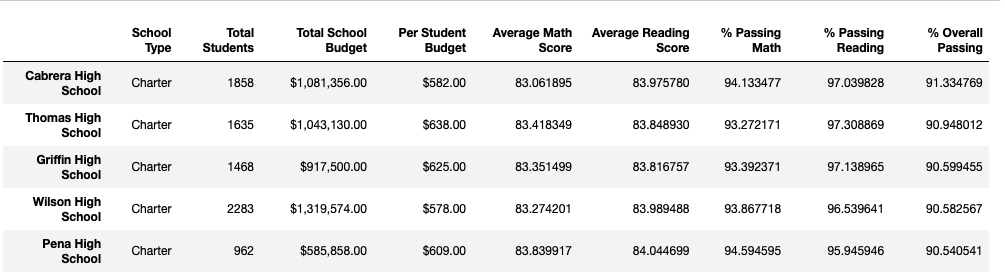 School Type Total Students Total School Budget Per Student Budget Average Math Score Average Reading Score % Passing Math % Passing Reading % Overall Passing
Cabrera High School Charter 1858 $1,081,356.00 $582.00 83.061895 83.975780 94.133477 97.039828 91.334769
Thomas High School Charter 1635 $1,043,130.00 $638.00 83.418349 83.848930 93.272171 97.308869 90.948012
Griffin High School Charter 1468 $917,500.00 $625.00 83.351499 83.816757 93.392371 97.138965 90.599455
Wilson High School Charter 2283 $1,319,574.00 $578.00 83.274201 83.989488 93.867718 96.539641 90.582567
Pena High School Charter 962 $585,858.00 $609.00 83.839917 84.044699 94.594595 95.945946 90.540541